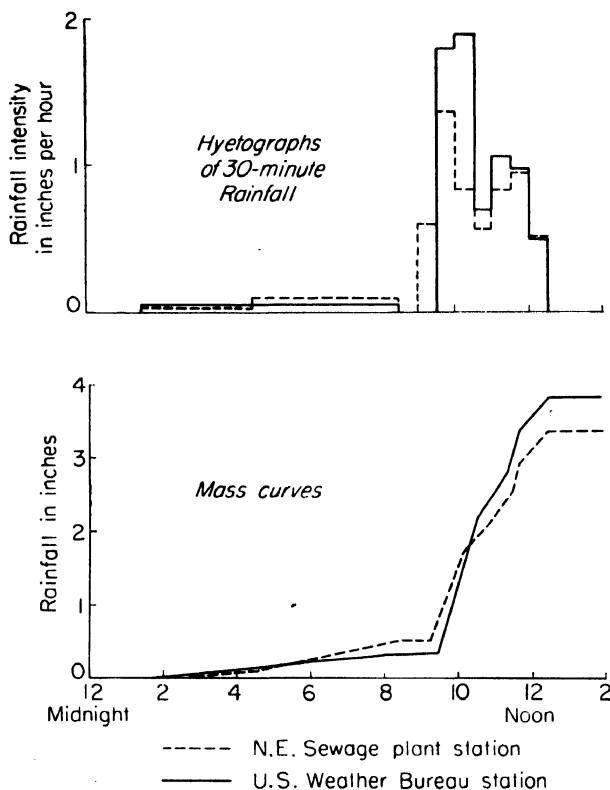 2
1
0
Rainfall intensity
in inches per hour
Hyetographs
of 30-minute
Rainfall
4
3
2
1
0
Rainfall in inches
Mass curves
12 2 4 6 8 10 12 2
Midnight Noon
N.E. Sewage plant station
U.S. Weather Bureau station